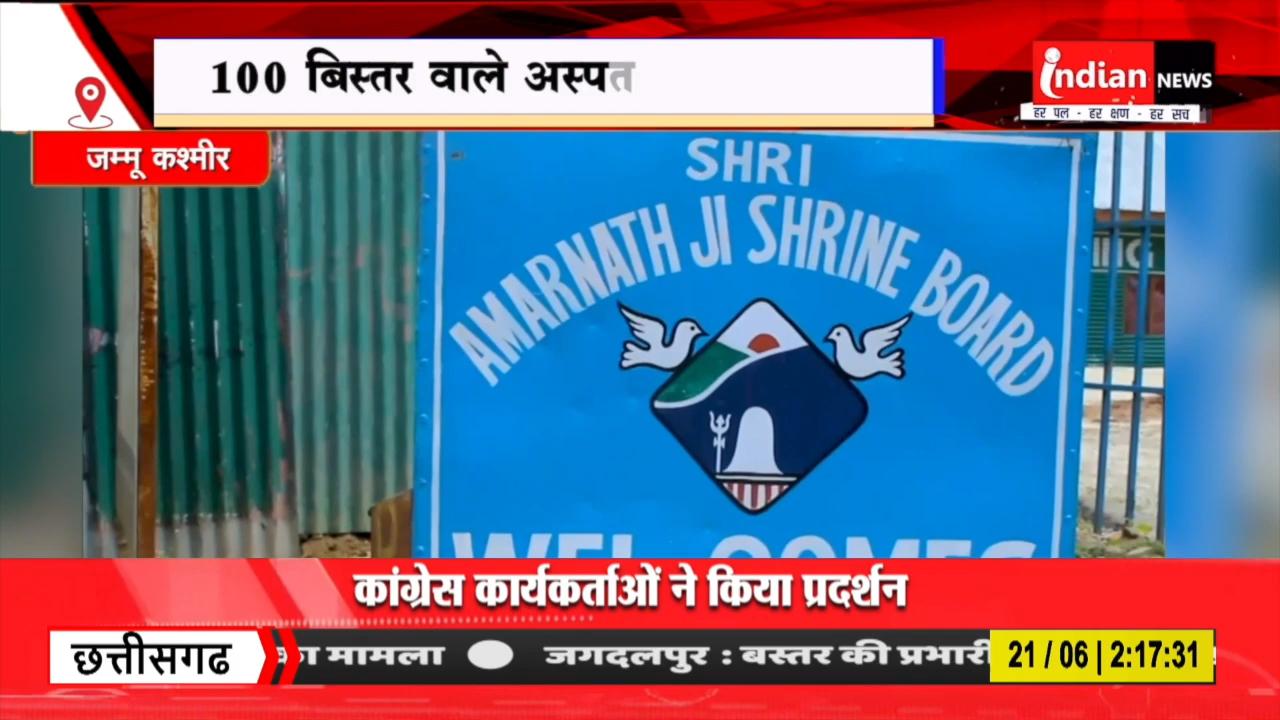 100 बिस्तर वाले अस्पत
indian NEWS
हर पल - हर क्षण - हर सच
जम्मू कश्मीर
SHRI
AMARNATH JI SHRINE BOARD
कांग्रेस कार्यकर्ताओं ने किया प्रदर्शन
छत्तीसगढ
का मामला
जगदलपुर : बस्तर की प्रभारी
21 / 06 | 2:17:31